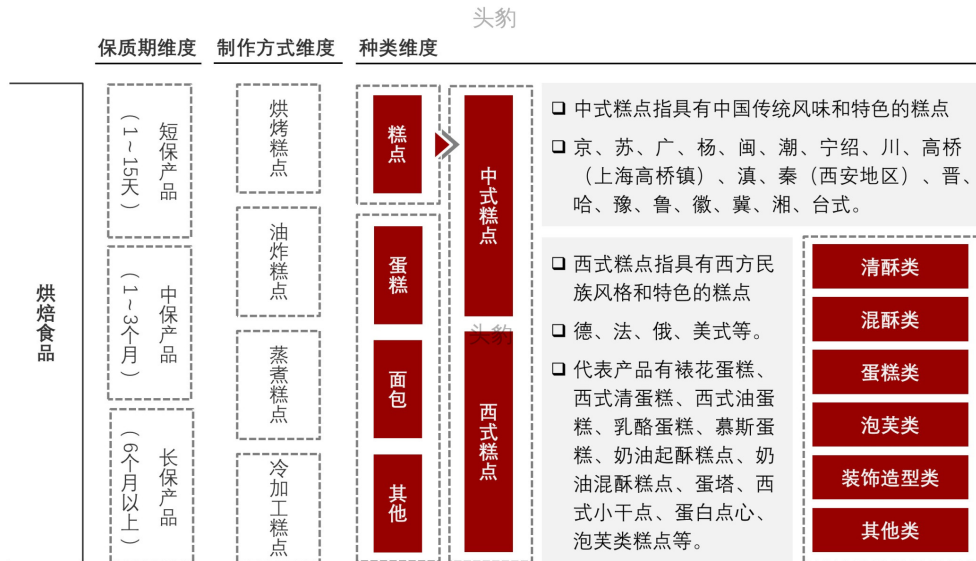 头豹
保质期维度
制作方式维度
种类维度
烘焙食品
短保产品
（1~15天）
中保产品
（1~3个月）
长保产品
（6个月以上）
烘烤糕点
油炸糕点
蒸煮糕点
冷加工糕点
糕点
蛋糕
面包
其他
中式糕点
头豹
西式糕点
中式糕点指具有中国传统风味和特色的糕点
京、苏、广、杨、闽、潮、宁绍、川、高桥
（上海高桥镇）、滇、秦（西安地区）、晋、
哈、豫、鲁、徽、冀、湘、台式。
西式糕点指具有西方民
族风格和特色的糕点
德、法、俄、美式等。
代表产品有裱花蛋糕、
西式清蛋糕、西式油蛋
糕、乳酪蛋糕、慕斯蛋
糕、奶油起酥糕点、奶
油混酥糕点、蛋塔、西
式小干点、蛋白点心、
泡芙类糕点等。
清酥类
混酥类
蛋糕类
泡芙类
装饰造型类
其他类